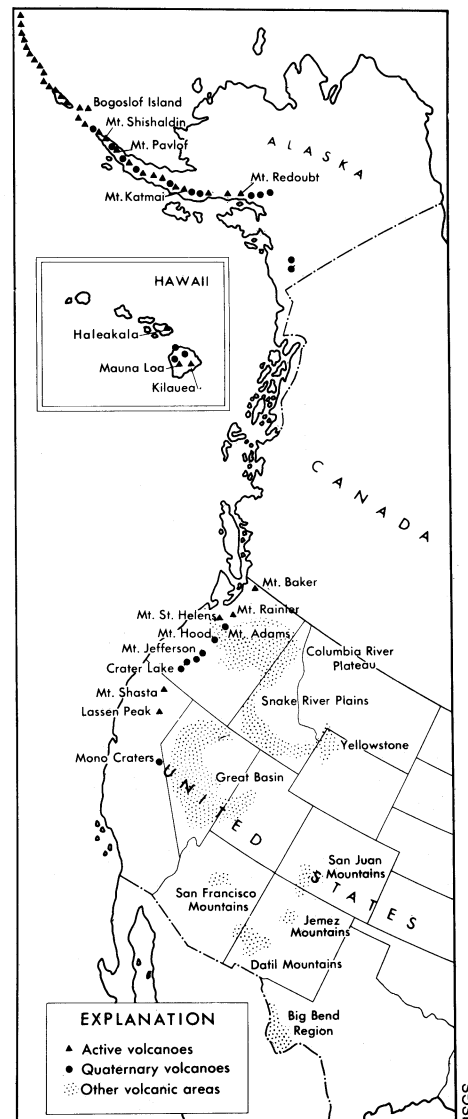 Bogoslof Island
Mt. Shishaldin
Mt. Pavlof
ALASKA
Mt. Redoubt
Mt. Katmai
HAWAII
Haleakala
Mauna Loa
Kilauea
CANADA
Mt. Baker
Mt. St. Helens
Mt. Rainier
Mt. Hood
Mt. Adams
Mt. Jefferson
Columbia River
Plateau
Crater Lake
Mt. Shasta
Snake River Plains
Lassen Peak
Yellowstone
Mono Craters
Great Basin
UNITED
STATES
San Juan
Mountains
San Francisco
Mountains
Jemez
Mountains
Datil Mountains
Big Bend
Region
EXPLANATION
Active volcanoes
Quaternary volcanoes
Other volcanic areas